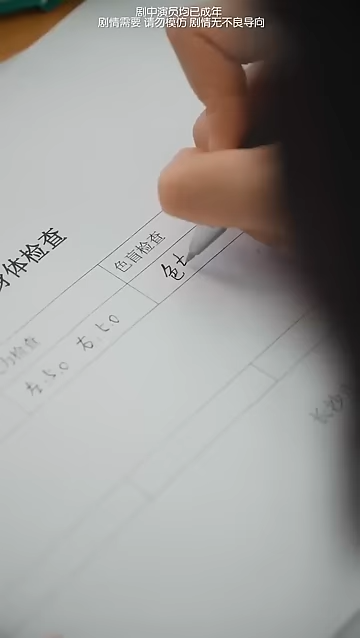 剧中演员均已成年
剧情需要 请勿模仿 剧情无不良导向
身体检查
色盲检查
色
力检查
左 5.0 右 5.0
长沙